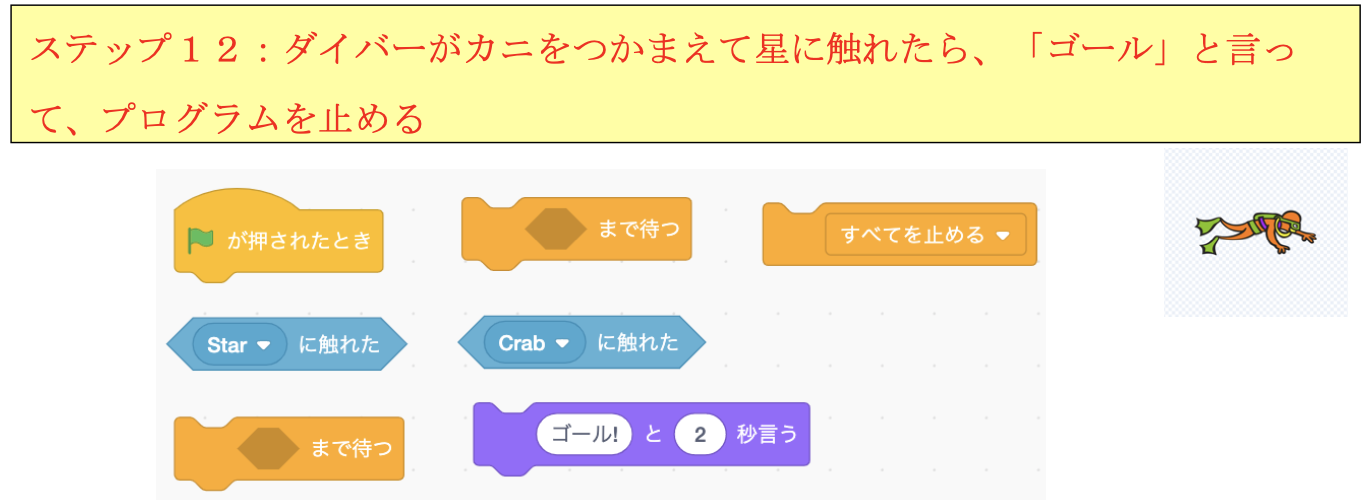 ステップ１２：ダイバーがカニをつかまえて星に触れたら、「ゴール」と言っ
て、プログラムを止める
が押されたとき
まで待つ
すべてを止める
Star に触れた
Crab に触れた
まで待つ
ゴール! と 2 秒言う